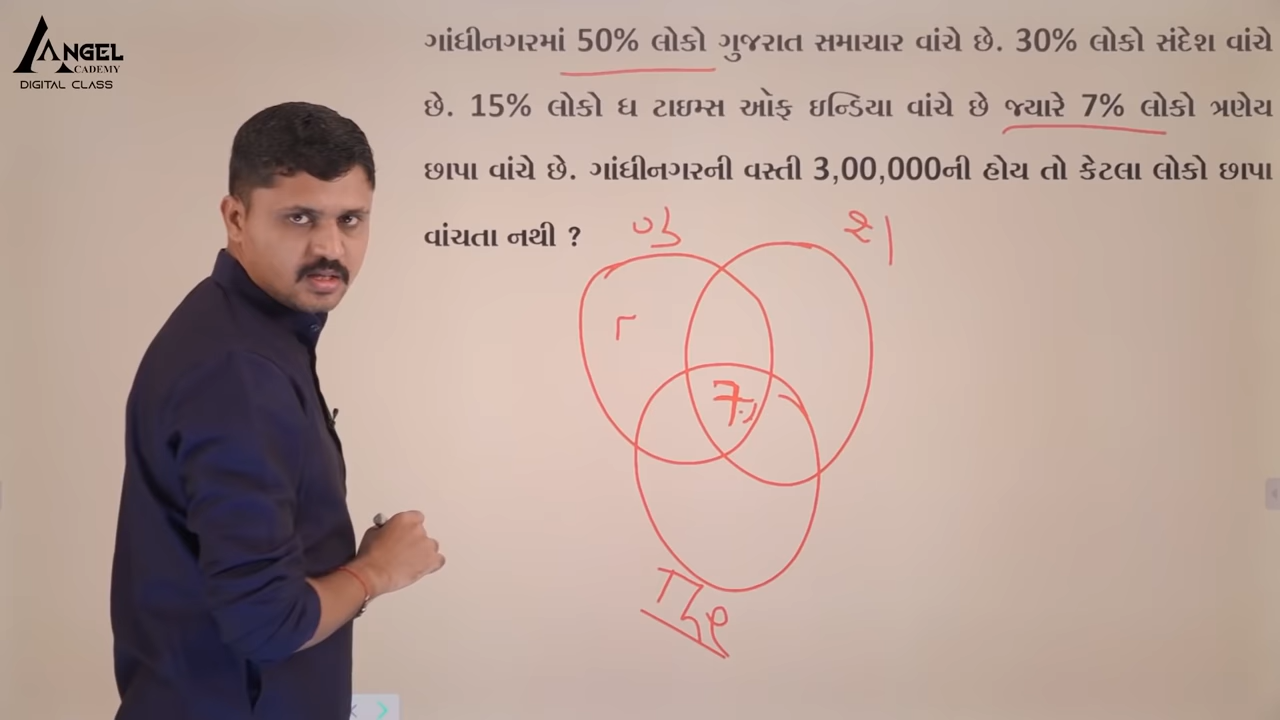 ANGEL
ACADEMY
DIGITAL CLASS
ગાંધીનગરમાં 50% લોકો ગુજરાત સમાચાર વાંચે છે. 30% લોકો સંદેશ વાંચે
છે. 15% લોકો ધ ટાઇમ્સ ઓફ ઇન્ડિયા વાંચે છે જ્યારે 7% લોકો ત્રણેય
છાપા વાંચે છે. ગાંધીનગરની વસ્તી 3,00,000ની હોય તો કેટલા લોકો છાપા
વાંચતા નથી ?
7%